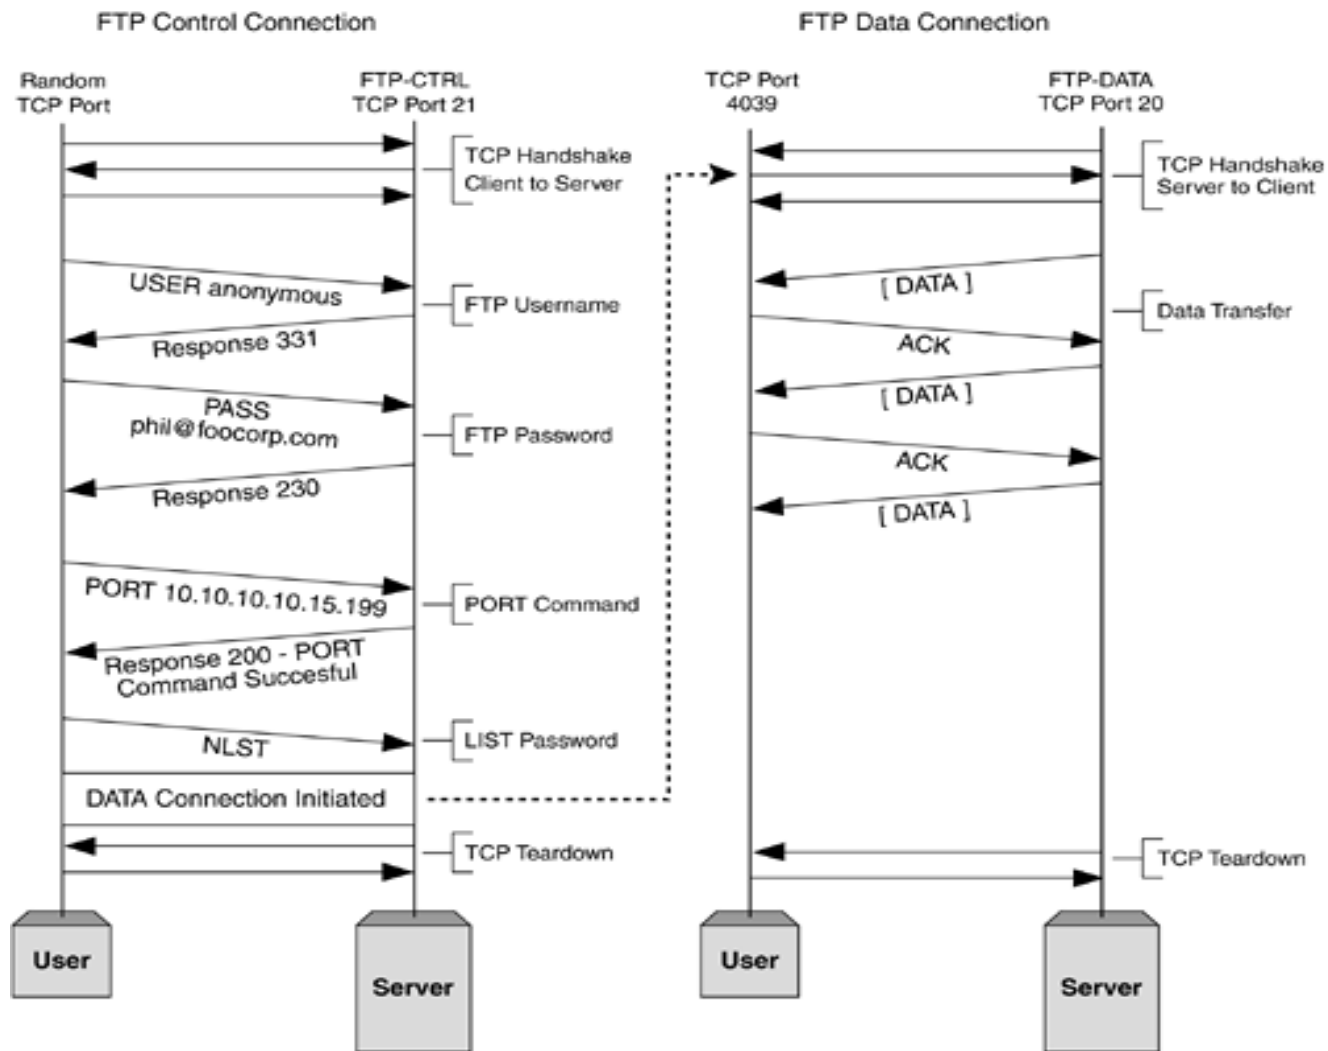 FTP Control Connection
Random
TCP Port
FTP-CTRL
TCP Port 21
TCP Handshake
Client to Server
USER anonymous
FTP Username
Response 331
PASS
phil@foocorp.com
FTP Password
Response 230
PORT 10.10.10.10.15.199
PORT Command
Response 200 - PORT
Command Succesful
NLST
LIST Password
DATA Connection Initiated
TCP Teardown
User
Server
FTP Data Connection
TCP Port
4039
FTP-DATA
TCP Port 20
TCP Handshake
Server to Client
[ DATA ]
Data Transfer
ACK
[ DATA ]
ACK
[ DATA ]
TCP Teardown
User
Server